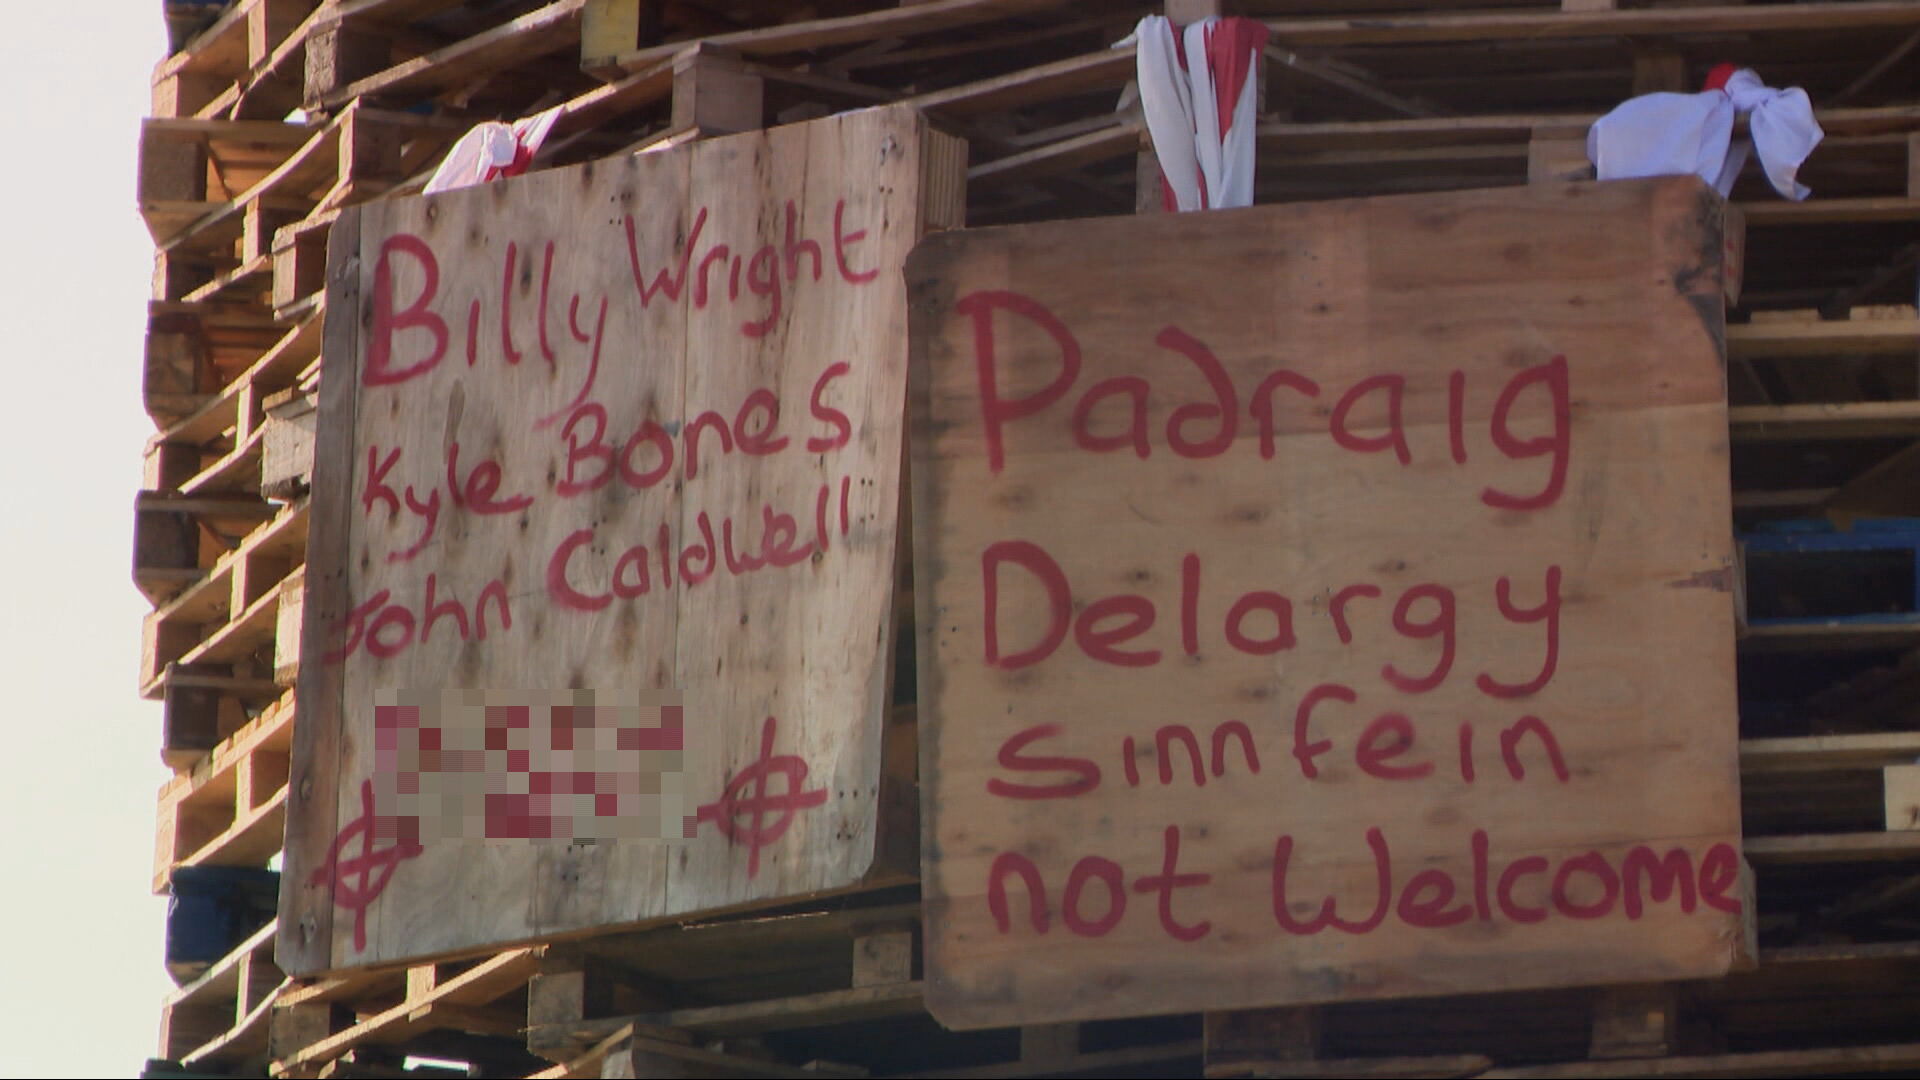 Billy Wright
Kyle Bones
John Caldwell
Padraig
Delargy
Sinn fein
not Welcome